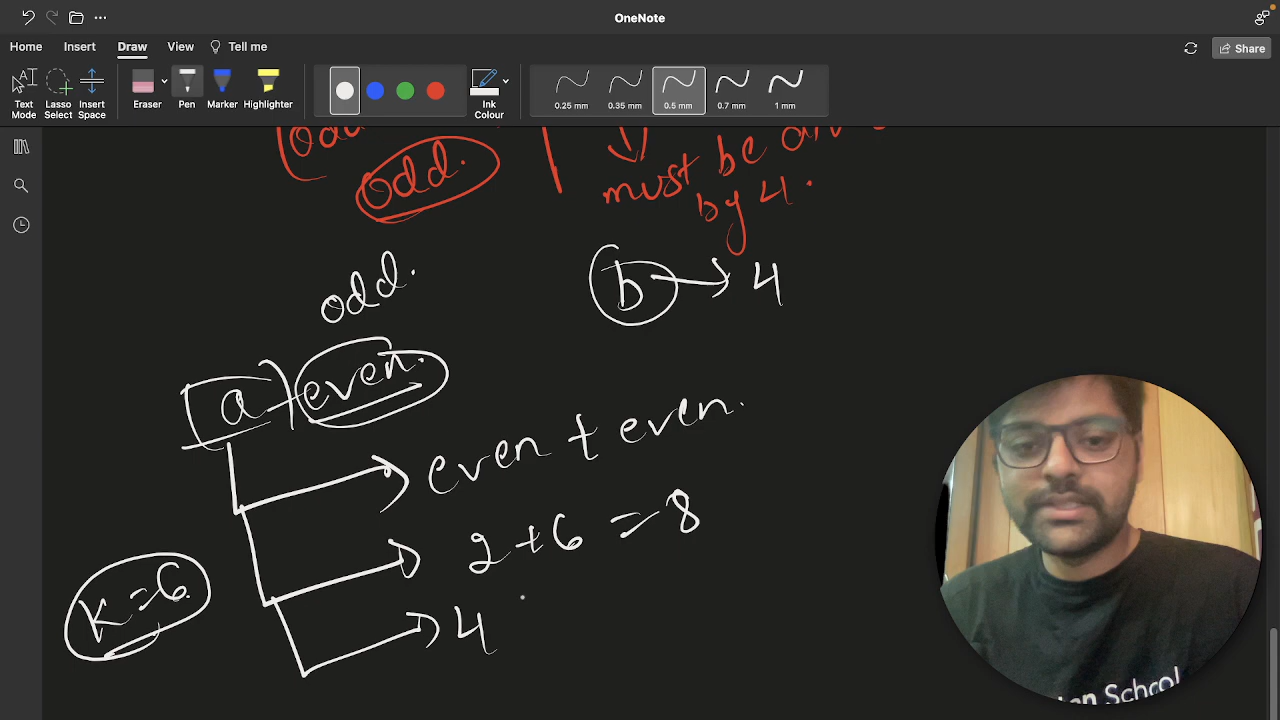 OneNote
Home Insert Draw View Tell me
Share
Text Mode
Lasso Select
Insert Space
Eraser
Pen
Marker
Highlighter
Ink Colour
0.25 mm
0.35 mm
0.5 mm
0.7 mm
1 mm
odd.
must be
by 4.
odd.
b → 4
a → even.
even + even.
2 + 6 = 8
k = 6
4
School